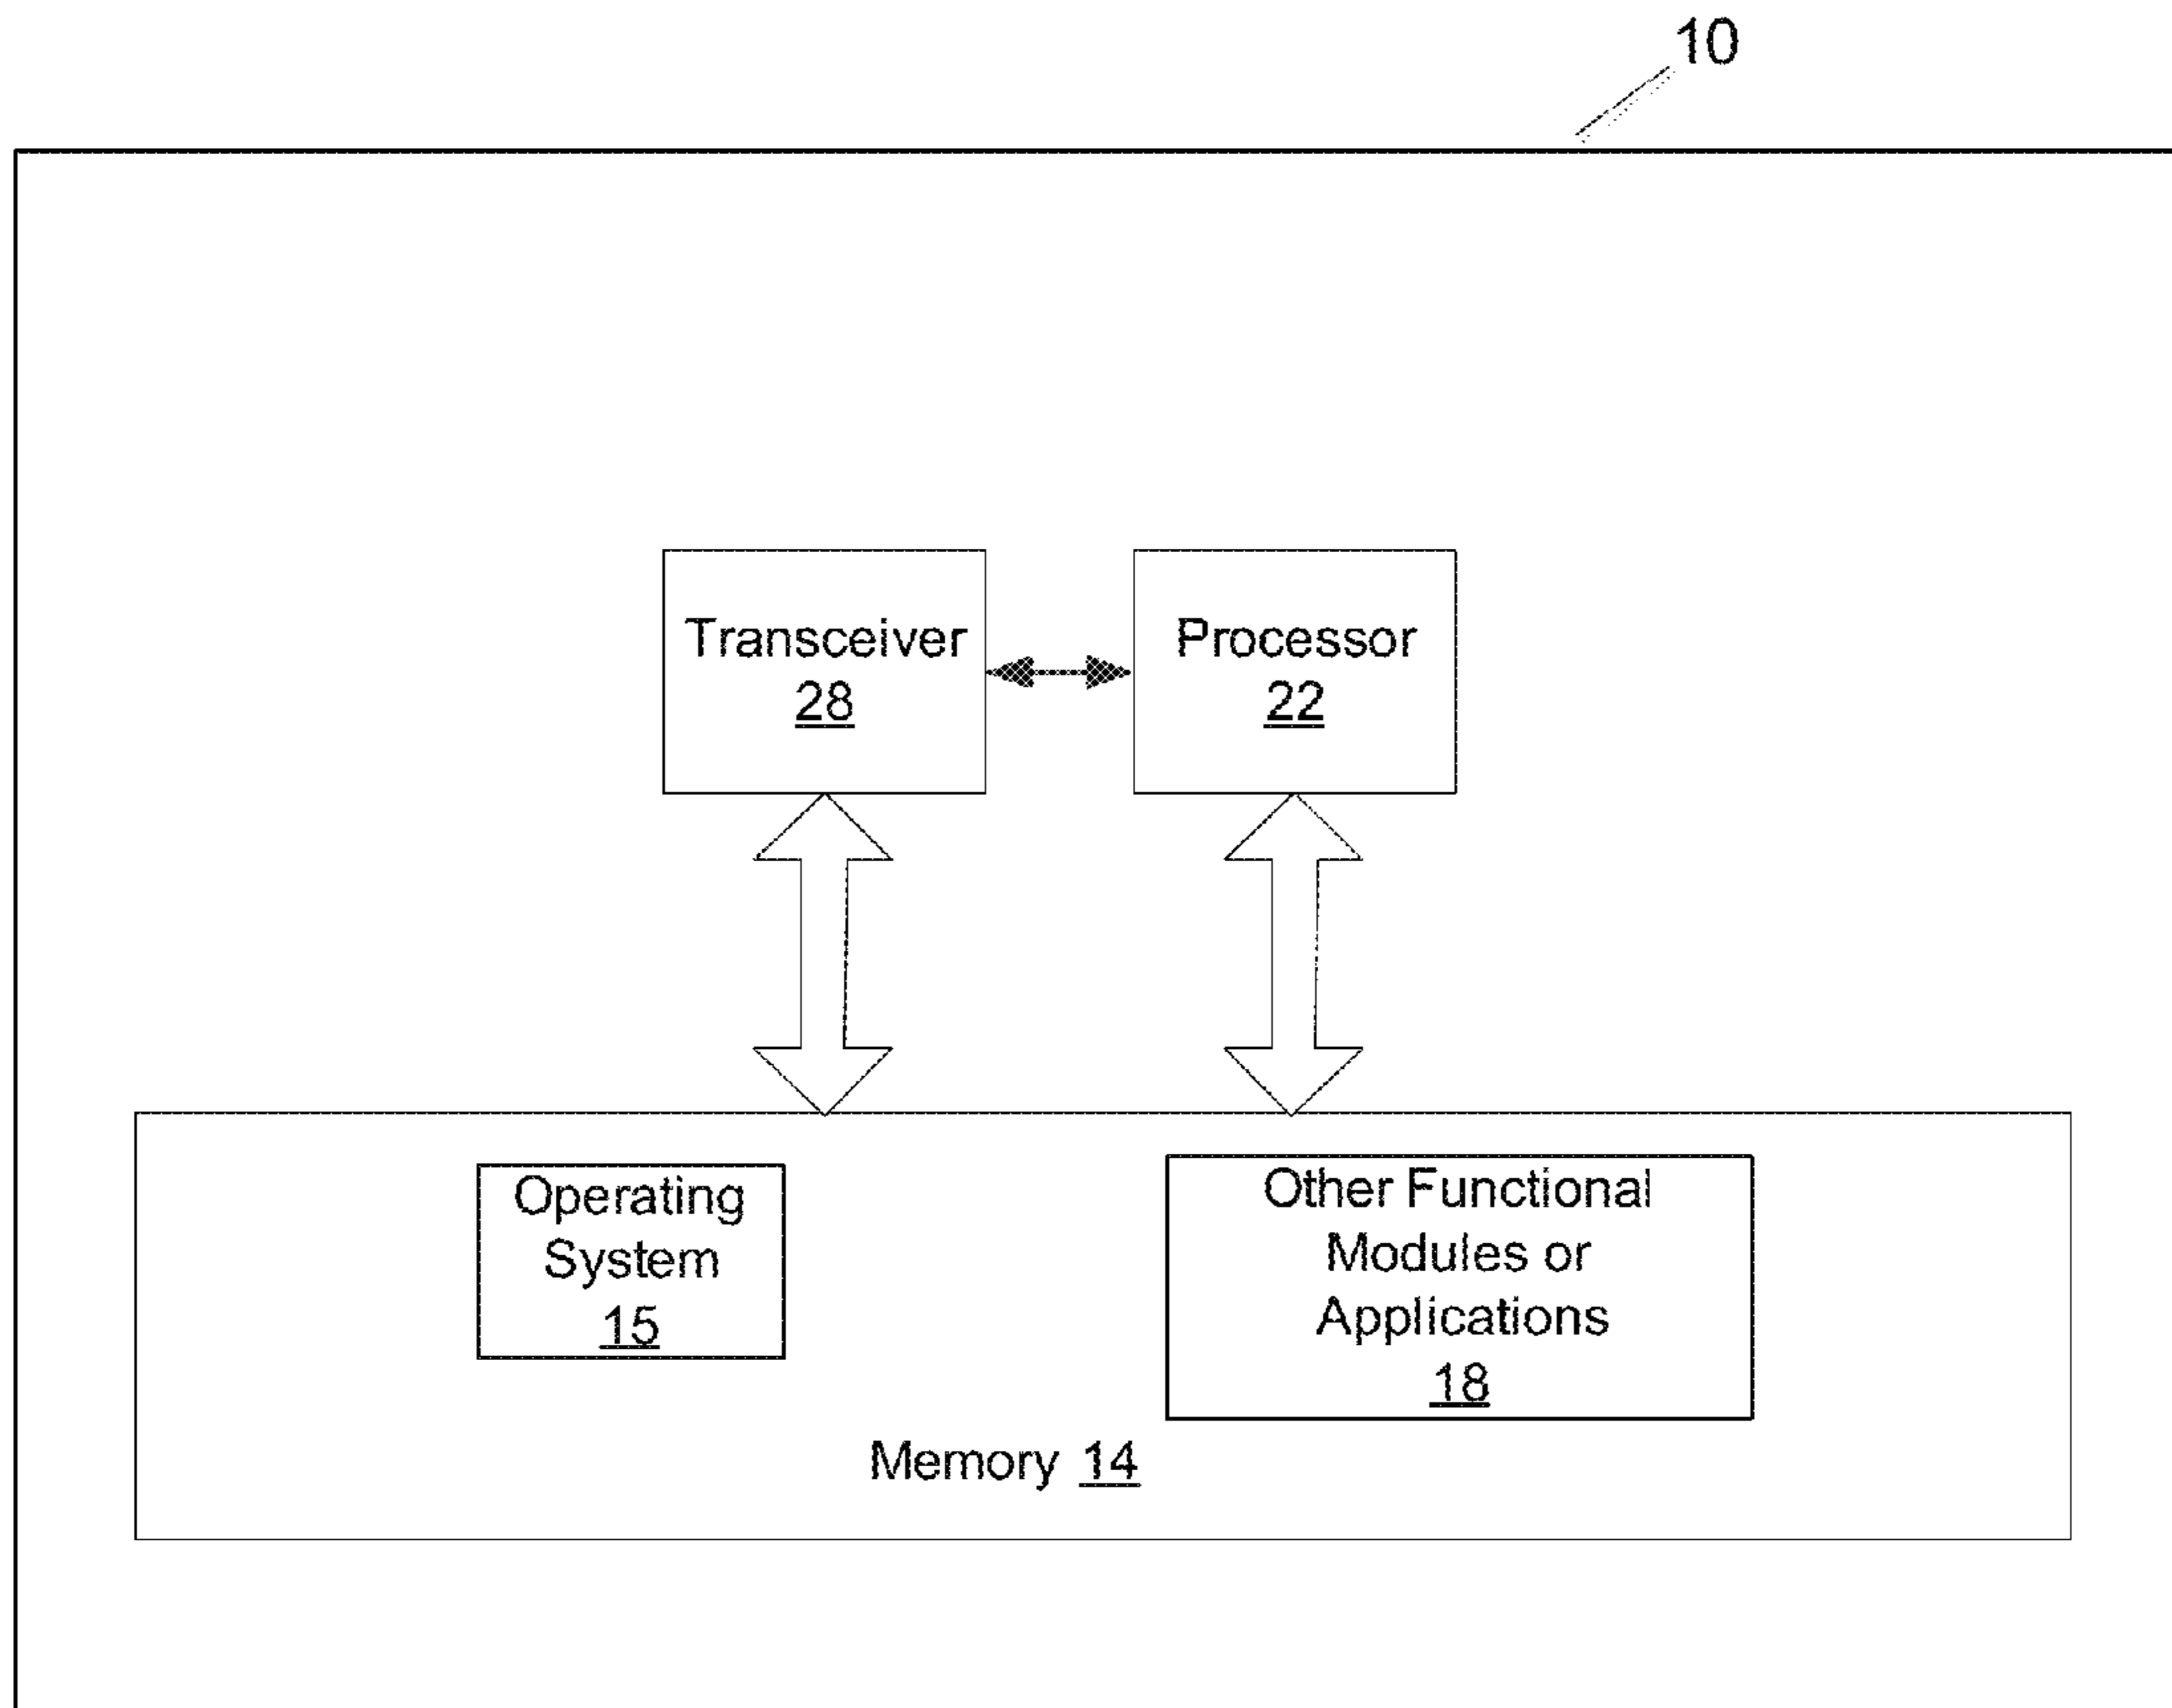 10
Transceiver
28
Processor
22
Operating
System
15
Other Functional
Modules or
Applications
18
Memory 14